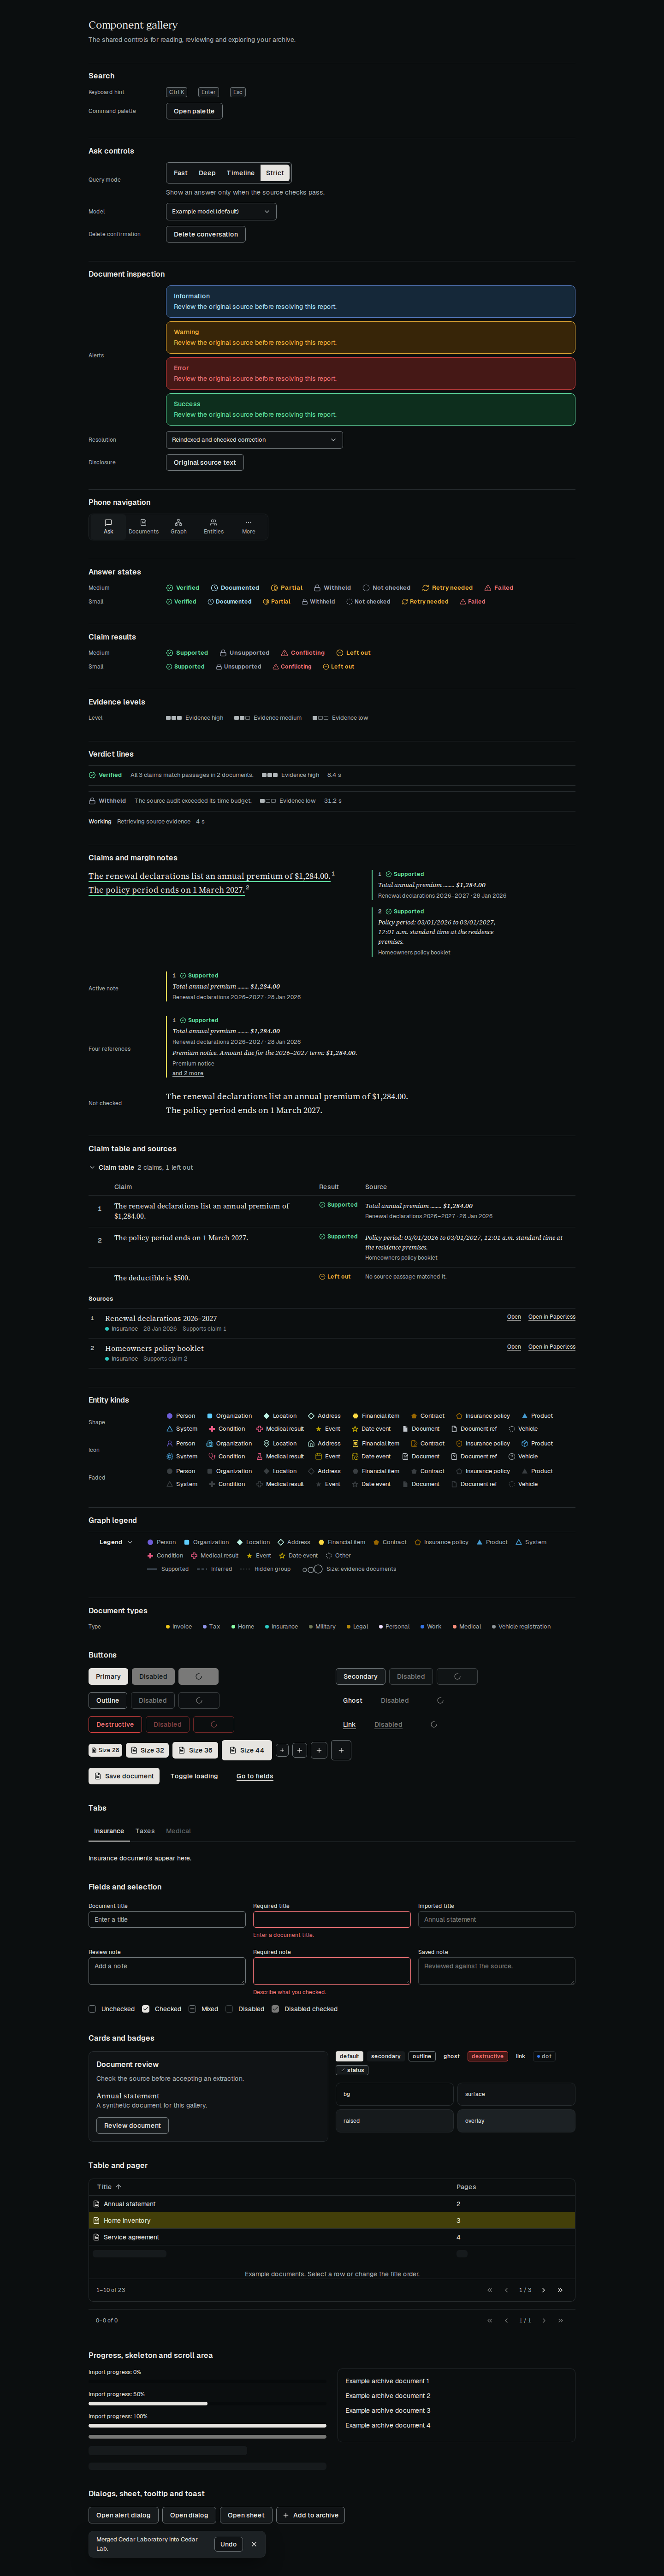 Component gallery
The shared controls for reading, reviewing and exploring your archive.
Search
Keyboard hint Ctrl K Enter Esc
Command palette Open palette
Ask controls
Query mode Fast Deep Timeline Strict
Show an answer only when the source checks pass.
Model Example model (default)
Delete confirmation Delete conversation
Document inspection
Alerts
Information
Review the original source before resolving this report.
Warning
Review the original source before resolving this report.
Error
Review the original source before resolving this report.
Success
Review the original source before resolving this report.
Resolution Reindexed and checked correction
Disclosure Original source text
Phone navigation
Ask Documents Graph Entities More
Answer states
Medium Verified Documented Partial Withheld Not checked Retry needed Failed
Small Verified Documented Partial Withheld Not checked Retry needed Failed
Claim results
Medium Supported Unsupported Conflicting Left out
Small Supported Unsupported Conflicting Left out
Evidence levels
Level Evidence high Evidence medium Evidence low
Verdict lines
Verified All 3 claims match passages in 2 documents. Evidence high 8.4 s
Withheld The source audit exceeded its time budget. Evidence low 31.2 s
Working Retrieving source evidence 4 s
Claims and margin notes
The renewal declarations list an annual premium of $1,284.00. 1
The policy period ends on 1 March 2027. 2
1 Supported
Total annual premium ...... $1,284.00
Renewal declarations 2026–2027 · 28 Jan 2026
2 Supported
Policy period: 03/01/2026 to 03/01/2027,
12:01 a.m. standard time at the residence
premises.
Homeowners policy booklet
Active note
1 Supported
Total annual premium ...... $1,284.00
Renewal declarations 2026–2027 · 28 Jan 2026
Four references
1 Supported
Total annual premium ...... $1,284.00
Renewal declarations 2026–2027 · 28 Jan 2026
Premium notice. Amount due for the 2026–2027 term: $1,284.00.
Premium notice
and 2 more
Not checked
The renewal declarations list an annual premium of $1,284.00.
The policy period ends on 1 March 2027.
Claim table and sources
Claim table 2 claims, 1 left out
Claim Result Source
1 The renewal declarations list an annual premium of
$1,284.00.
Supported
Total annual premium ...... $1,284.00
Renewal declarations 2026–2027 · 28 Jan 2026
2 The policy period ends on 1 March 2027.
Supported
Policy period: 03/01/2026 to 03/01/2027, 12:01 a.m. standard time at
the residence premises.
Homeowners policy booklet
The deductible is $500. Left out No source passage matched it.
Sources
1 Renewal declarations 2026–2027 Open Open in Paperless
Insurance 28 Jan 2026 Supports claim 1
2 Homeowners policy booklet Open Open in Paperless
Insurance Supports claim 2
Entity kinds
Shape
Person Organization Location Address Financial item Contract Insurance policy Product
System Condition Medical result Event Date event Document Document ref Vehicle
Icon
Person Organization Location Address Financial item Contract Insurance policy Product
System Condition Medical result Event Date event Document Document ref Vehicle
Faded
Person Organization Location Address Financial item Contract Insurance policy Product
System Condition Medical result Event Date event Document Document ref Vehicle
Graph legend
Legend Person Organization Location Address Financial item Contract Insurance policy Product System
Condition Medical result Event Date event Other
Supported Inferred Hidden group Size: evidence documents
Document types
Type Invoice Tax Home Insurance Military Legal Personal Work Medical Vehicle registration
Buttons
Primary Disabled Secondary Disabled
Outline Disabled Ghost Disabled
Destructive Disabled Link Disabled
Size 28 Size 32 Size 36 Size 44
Save document Toggle loading Go to fields
Tabs
Insurance Taxes Medical
Insurance documents appear here.
Fields and selection
Document title Required title Imported title
Enter a title Annual statement
Enter a document title.
Review note Required note Saved note
Add a note Reviewed against the source.
Describe what you checked.
Unchecked Checked Mixed Disabled Disabled checked
Cards and badges
Document review
Check the source before accepting an extraction.
Annual statement
A synthetic document for this gallery.
Review document
default secondary outline ghost destructive link dot
status
bg surface
raised overlay
Table and pager
Title Pages
Annual statement 2
Home inventory 3
Service agreement 4
Example documents. Select a row or change the title order.
1–10 of 23 1 / 3
0–0 of 0 1 / 1
Progress, skeleton and scroll area
Import progress: 0%
Import progress: 50%
Import progress: 100%
Example archive document 1
Example archive document 2
Example archive document 3
Example archive document 4
Dialogs, sheet, tooltip and toast
Open alert dialog Open dialog Open sheet Add to archive
Merged Cedar Laboratory into Cedar
Lab.
Undo